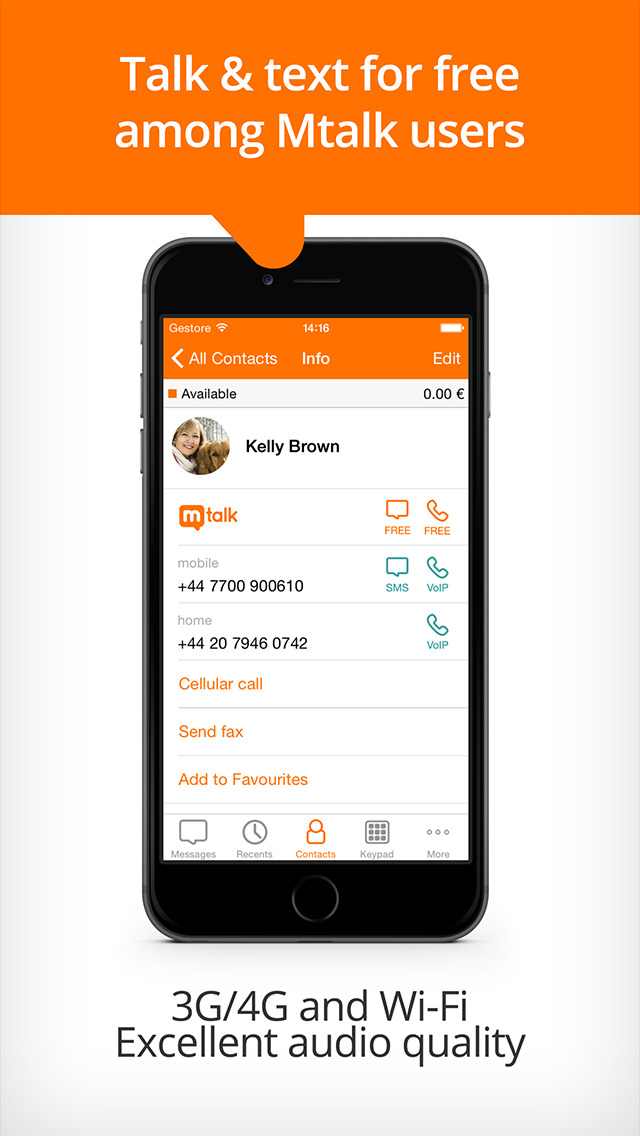 Talk & text for free
among Mtalk users
Gestore 14:16
All Contacts Info Edit
Available 0.00 €
Kelly Brown
m talk FREE FREE
mobile
+44 7700 900610 SMS VoIP
home
+44 20 7946 0742 VoIP
Cellular call
Send fax
Add to Favourites
Messages Recents Contacts Keypad More
3G/4G and Wi-Fi
Excellent audio quality